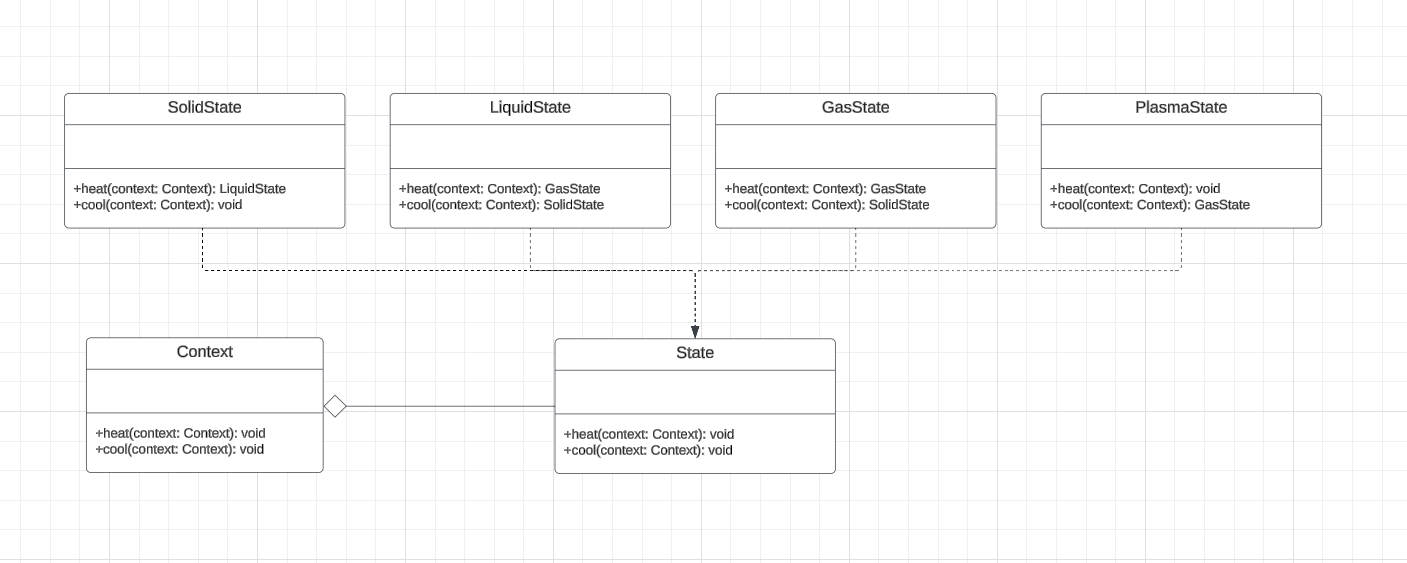 SolidState
+heat(context: Context): LiquidState
+cool(context: Context): void
LiquidState
+heat(context: Context): GasState
+cool(context: Context): SolidState
GasState
+heat(context: Context): GasState
+cool(context: Context): SolidState
PlasmaState
+heat(context: Context): void
+cool(context: Context): GasState
Context
+heat(context: Context): void
+cool(context: Context): void
State
+heat(context: Context): void
+cool(context: Context): void